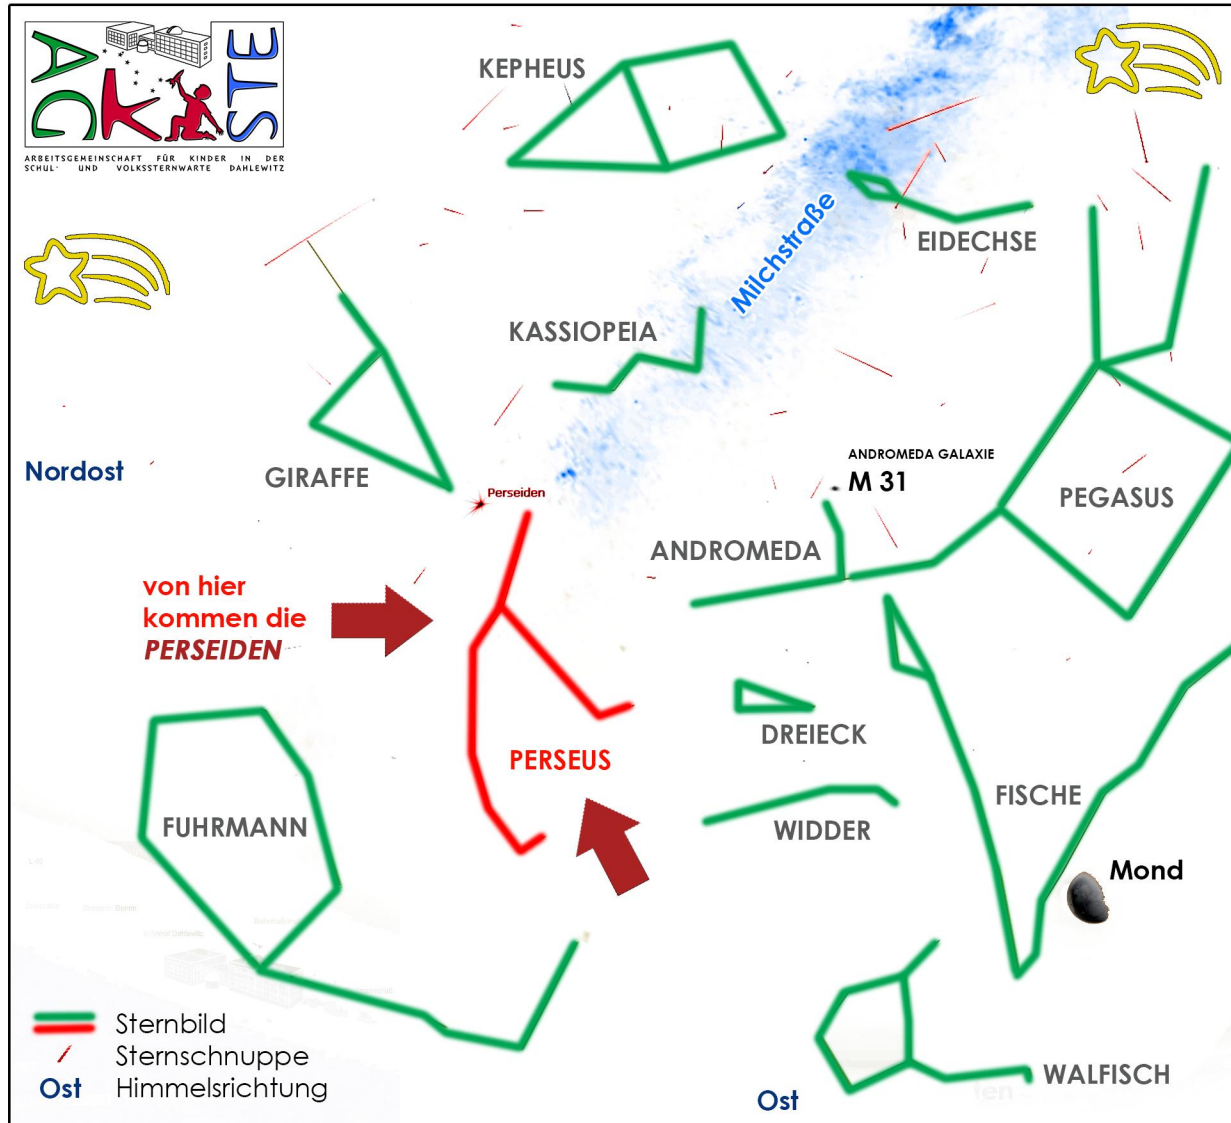 AG
K
STE
ARBEITSGEMEINSCHAFT FÜR KINDER IN DER
SCHUL- UND VOLKSSTERNWARTE DAHLEWITZ
KEPHEUS
Milchstraße
EIDECHSE
KASSIOPEIA
Nordost
GIRAFFE
Perseiden
ANDROMEDA GALAXIE
M 31
PEGASUS
ANDROMEDA
von hier
kommen die
PERSEIDEN
DREIECK
PERSEUS
FISCHE
WIDDER
FUHRMANN
Mond
Sternbild
Sternschnuppe
Ost Himmelsrichtung
WALFISCH
Ost